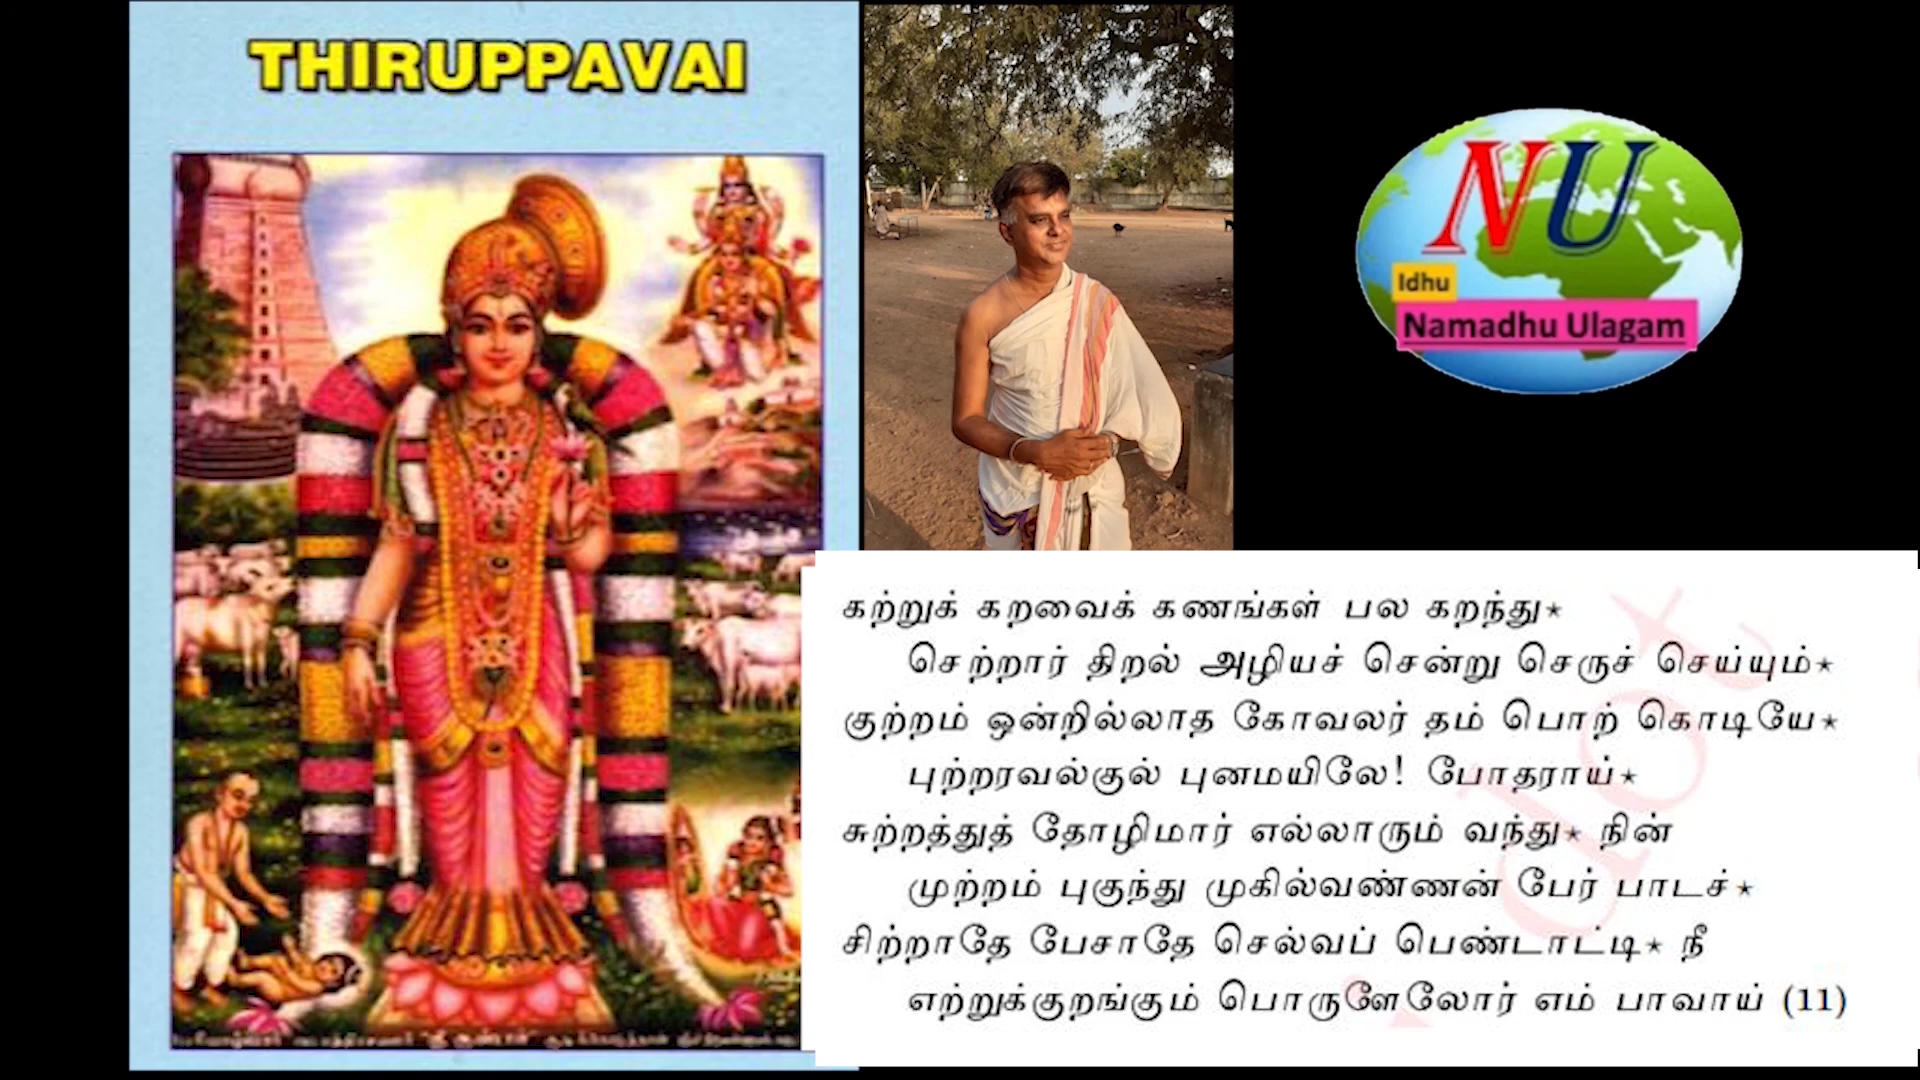 THIRUPPAVAI
NU
Idhu
Namadhu Ulagam
கற்றுக் கறவைக் கணங்கள் பல கறந்து⋆
செற்றார் திறல் அழியச் சென்று செருச் செய்யும்⋆
குற்றம் ஒன்றில்லாத கோவலர் தம் பொற் கொடியே⋆
புற்றரவல்குல் புனமயிலே! போதராய்⋆
சுற்றத்துத் தோழிமார் எல்லாரும் வந்து⋆ நின்
முற்றம் புகுந்து முகில்வண்ணன் பேர் பாடச்⋆
சிற்றாதே பேசாதே செல்வப் பெண்டாட்டி⋆ நீ
எற்றுக்குறங்கும் பொருளேலோர் எம் பாவாய் (11)
dot